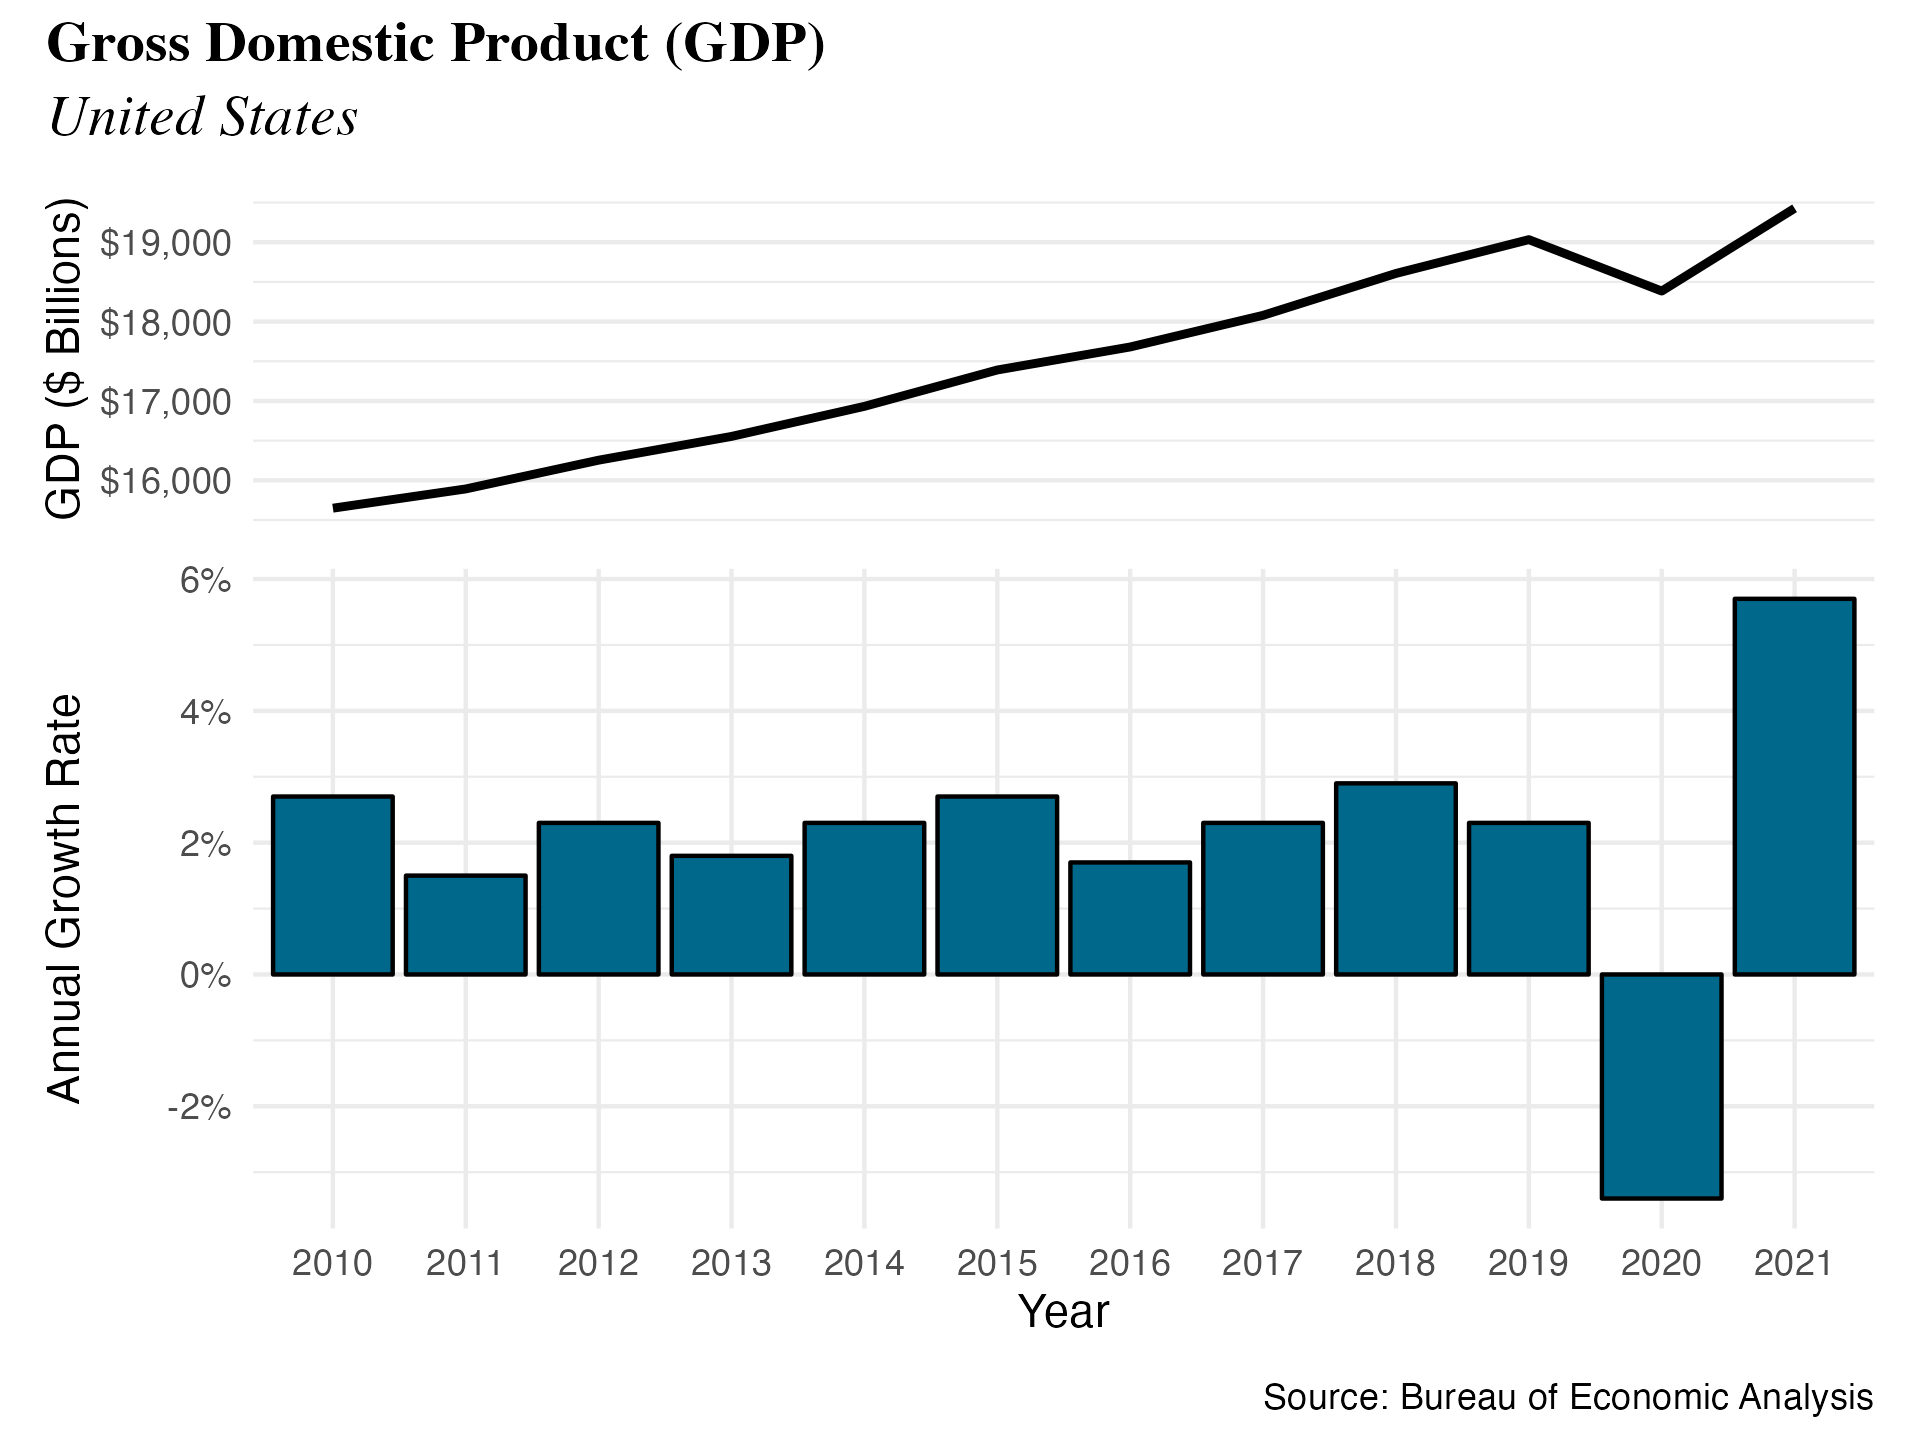 Gross Domestic Product (GDP)
United States
GDP ($ Billions)
$19,000
$18,000
$17,000
$16,000
Annual Growth Rate
6%
4%
2%
0%
-2%
2010 2011 2012 2013 2014 2015 2016 2017 2018 2019 2020 2021
Year
Source: Bureau of Economic Analysis